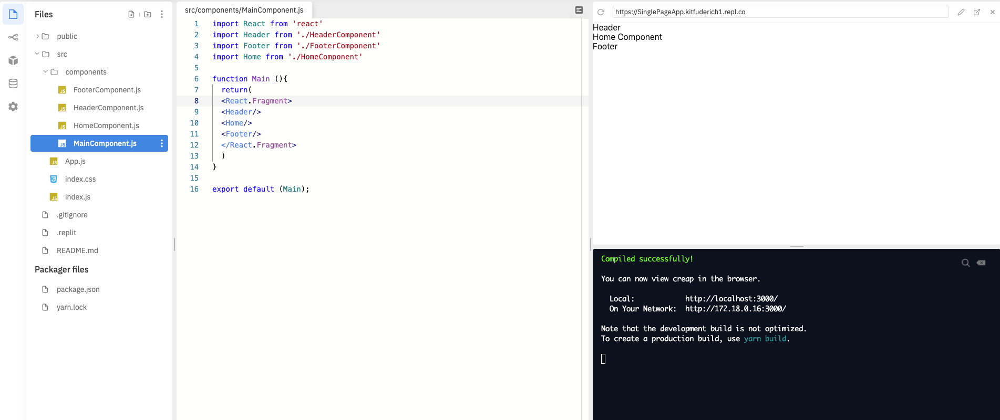 Files
public
src
components
FooterComponent.js
HeaderComponent.js
HomeComponent.js
MainComponent.js
App.js
index.css
index.js
.gitignore
.replit
README.md
Packager files
package.json
yarn.lock
src/components/MainComponent.js
1 import React from 'react'
2 import Header from './HeaderComponent'
3 import Footer from './FooterComponent'
4 import Home from './HomeComponent'
5
6 function Main (){
7 return(
8 <React.Fragment>
9 <Header/>
10 <Home/>
11 <Footer/>
12 </React.Fragment>
13 )
14 }
15
16 export default (Main);
https://SinglePageApp.kitfuderich1.repl.co
Header
Home Component
Footer
Compiled successfully!
You can now view creap in the browser.
Local: http://localhost:3000/
On Your Network: http://172.18.0.16:3000/
Note that the development build is not optimized.
To create a production build, use yarn build.